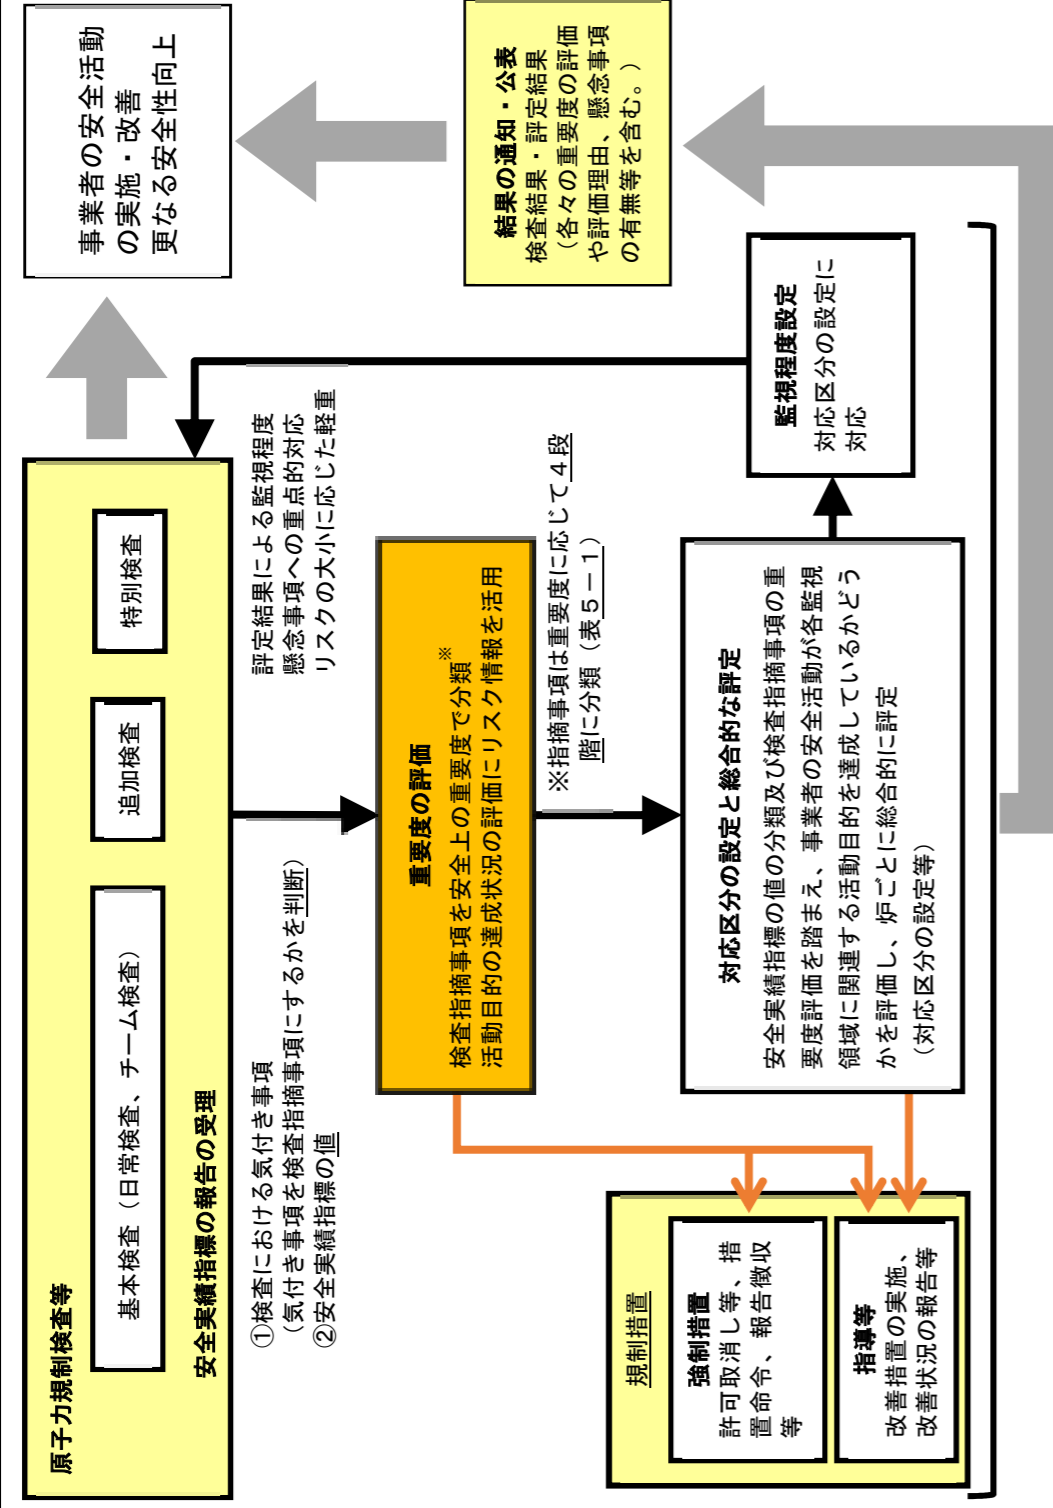 原子力規制検査等
基本検査（日常検査、チーム検査）
追加検査
特別検査
安全実績指標の報告の受理
事業者の安全活動
の実施・改善
更なる安全性向上
①検査における気付き事項
（気付き事項を検査指摘事項にするかを判断）
②安全実績指標の値
評定結果による監視程度
懸念事項への重点的対応
リスクの大小に応じた軽重
重要度の評価
検査指摘事項を安全上の重要度で分類※
活動目的の達成状況の評価にリスク情報を活用
結果の通知・公表
検査結果・評定結果
（各々の重要度の評価
や評価理由、懸念事項
の有無等を含む。）
※指摘事項は重要度に応じて４段
階に分類（表５－１）
規制措置
強制措置
許可取消し等、措
置命令、報告徴収
等
指導等
改善措置の実施、
改善状況の報告等
対応区分の設定と総合的な評定
安全実績指標の値の分類及び検査指摘事項の重
要度評価を踏まえ、事業者の安全活動が各監視
領域に関連する活動目的を達成しているかどう
かを評価し、炉ごとに総合的に評定
（対応区分の設定等）
監視程度設定
対応区分の設定に
対応